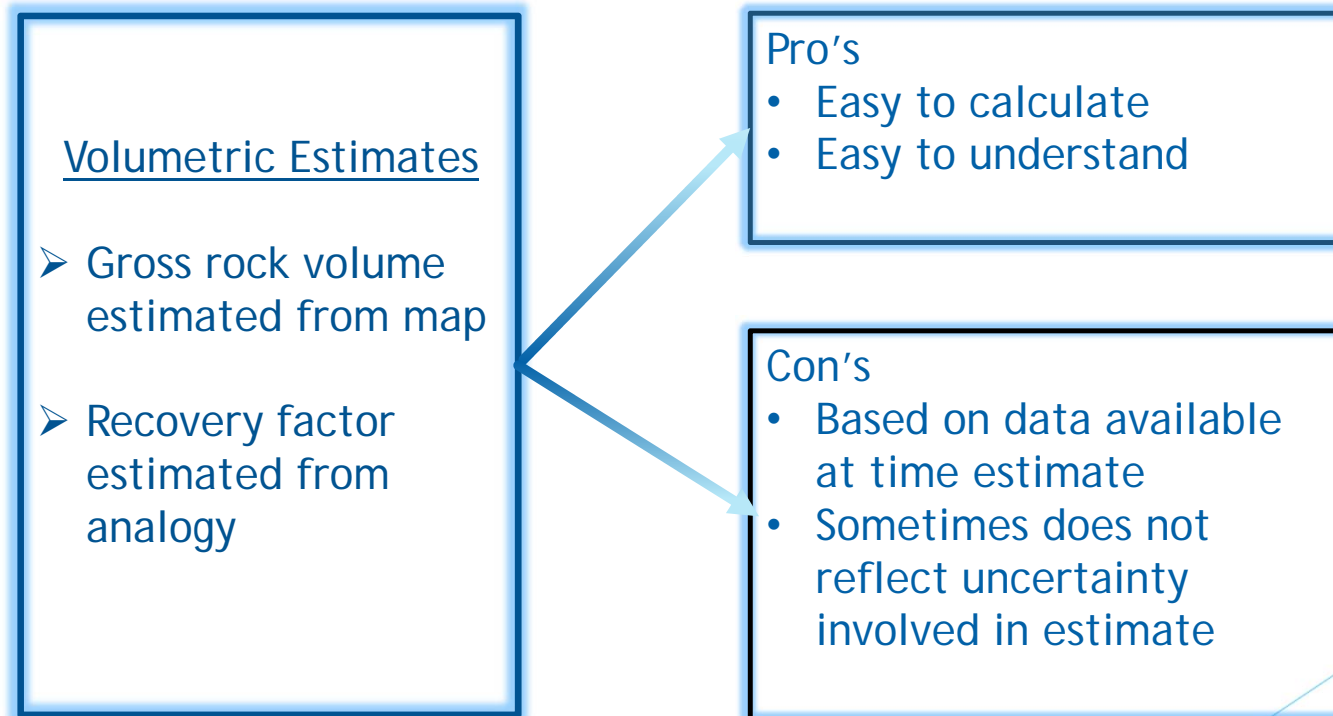 Volumetric Estimates
➢ Gross rock volume
estimated from map
➢ Recovery factor
estimated from
analogy
Pro's
• Easy to calculate
• Easy to understand
Con's
• Based on data available
at time estimate
• Sometimes does not
reflect uncertainty
involved in estimate